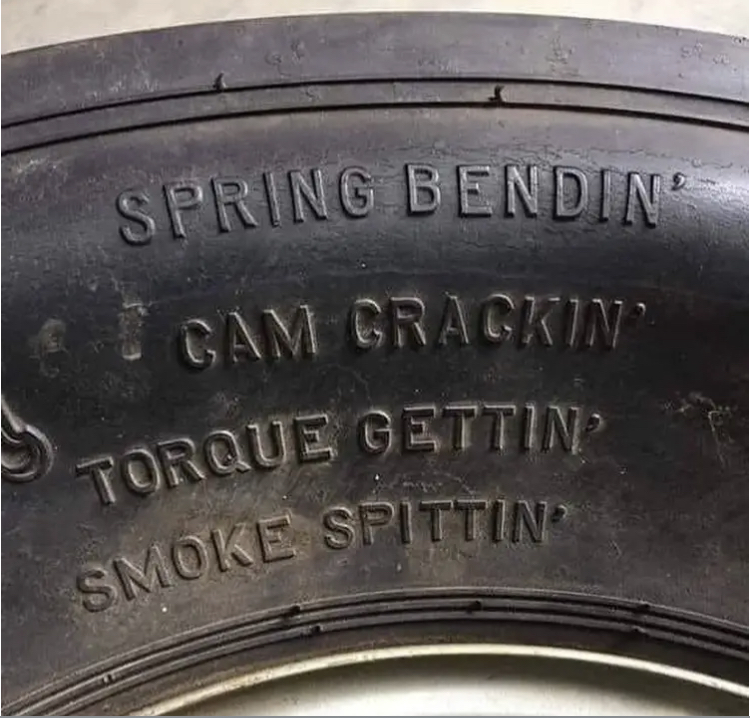 SPRING BENDIN'
CAM CRACKIN'
TORQUE GETTIN'
SMOKE SPITTIN'